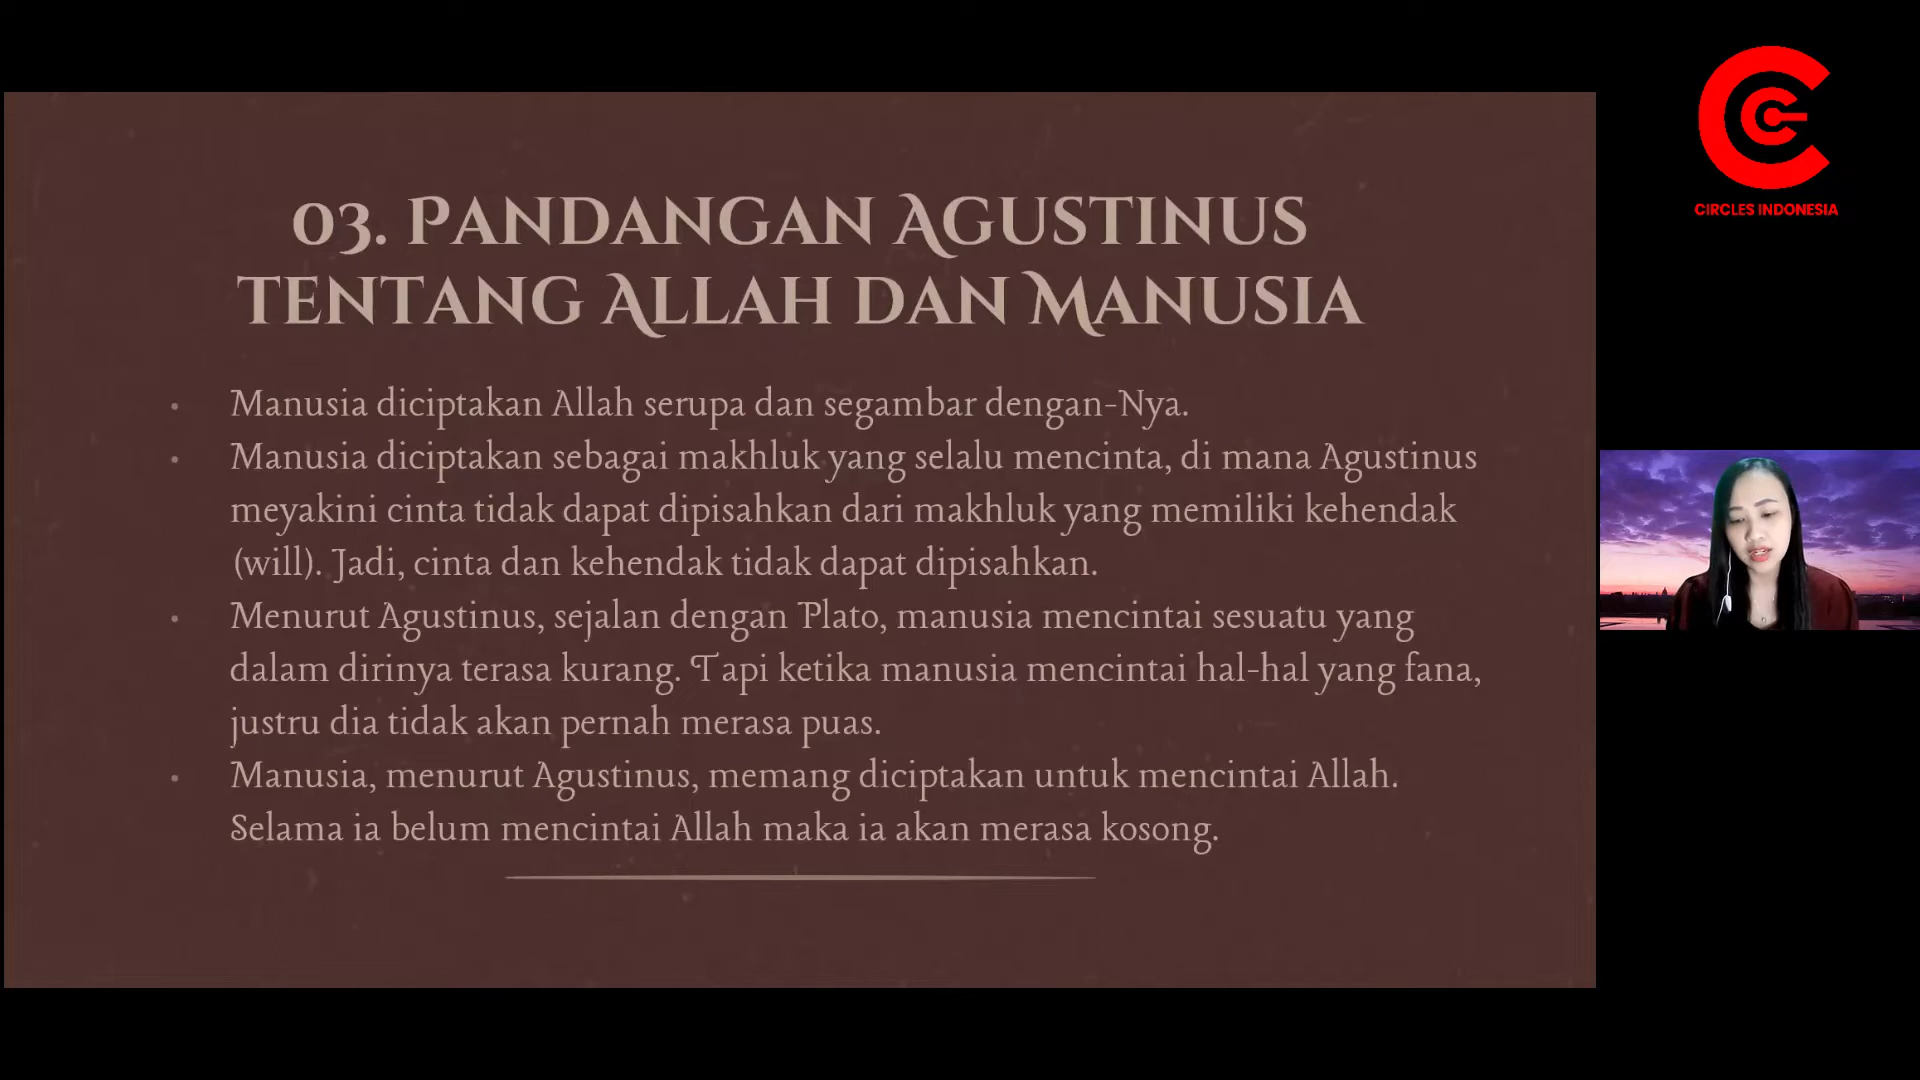 03. Pandangan Agustinus
tentang Allah dan Manusia
• Manusia diciptakan Allah serupa dan segambar dengan-Nya.
• Manusia diciptakan sebagai makhluk yang selalu mencinta, di mana Agustinus
meyakini cinta tidak dapat dipisahkan dari makhluk yang memiliki kehendak
(will). Jadi, cinta dan kehendak tidak dapat dipisahkan.
• Menurut Agustinus, sejalan dengan Plato, manusia mencintai sesuatu yang
dalam dirinya terasa kurang. Tapi ketika manusia mencintai hal-hal yang fana,
justru dia tidak akan pernah merasa puas.
• Manusia, menurut Agustinus, memang diciptakan untuk mencintai Allah.
Selama ia belum mencintai Allah maka ia akan merasa kosong.
CIRCLES INDONESIA